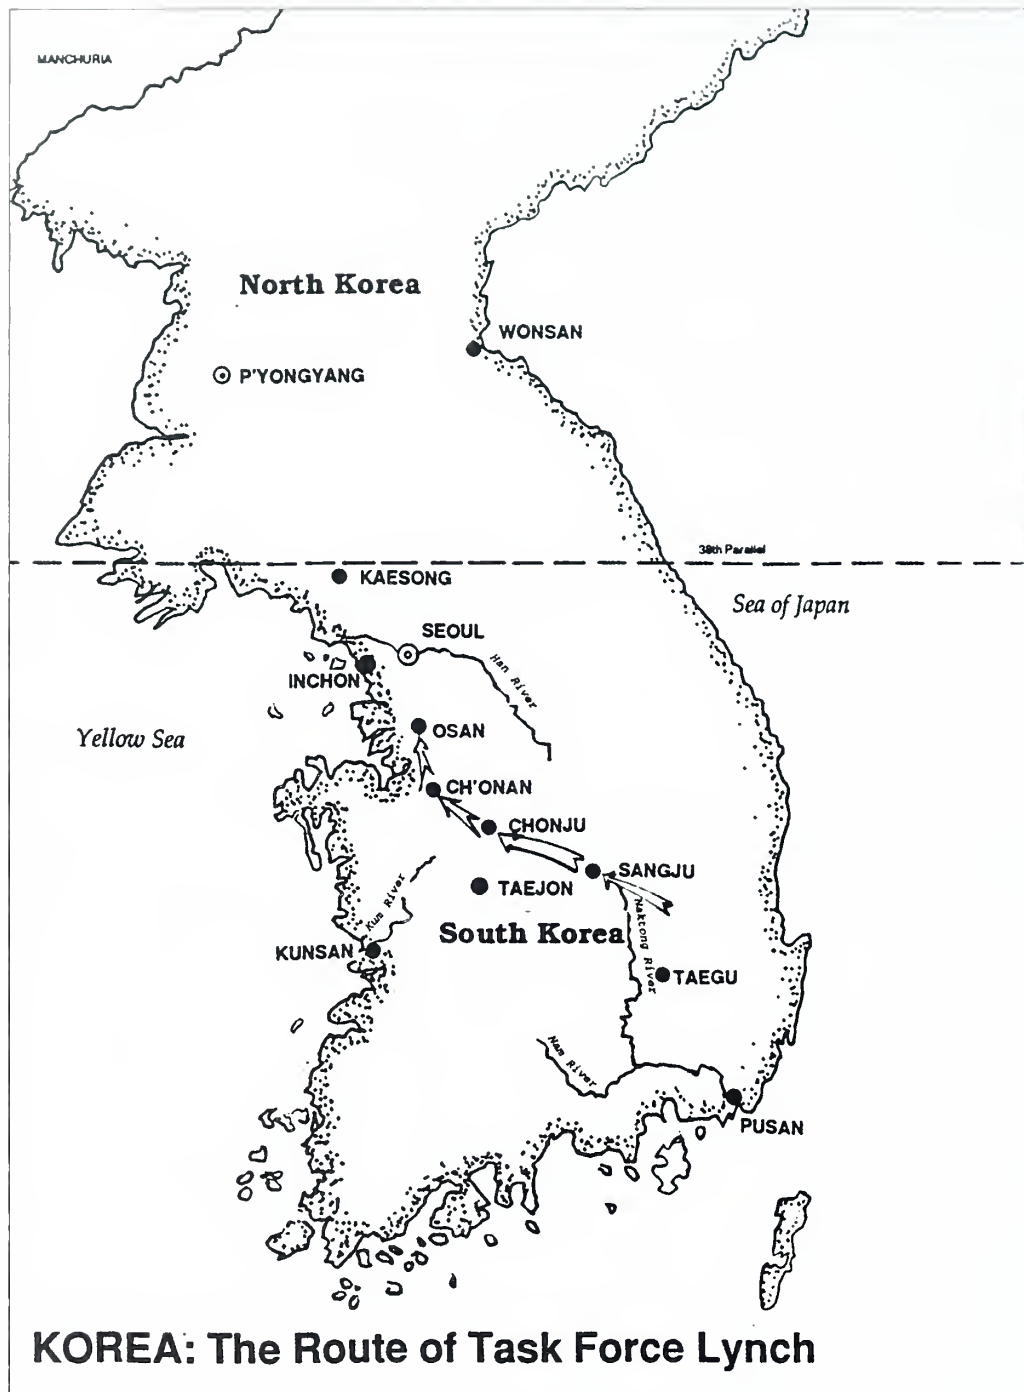 MANCHURIA
North Korea
WONSAN
P'YONGYANG
38th Parallel
KAESONG
Sea of Japan
SEOUL
Han River
INCHON
OSAN
Yellow Sea
CH'ONAN
CHONJU
SANGJU
TAEJON
Kum River
Naktong River
South Korea
KUNSAN
TAEGU
Nam River
PUSAN
KOREA: The Route of Task Force Lynch